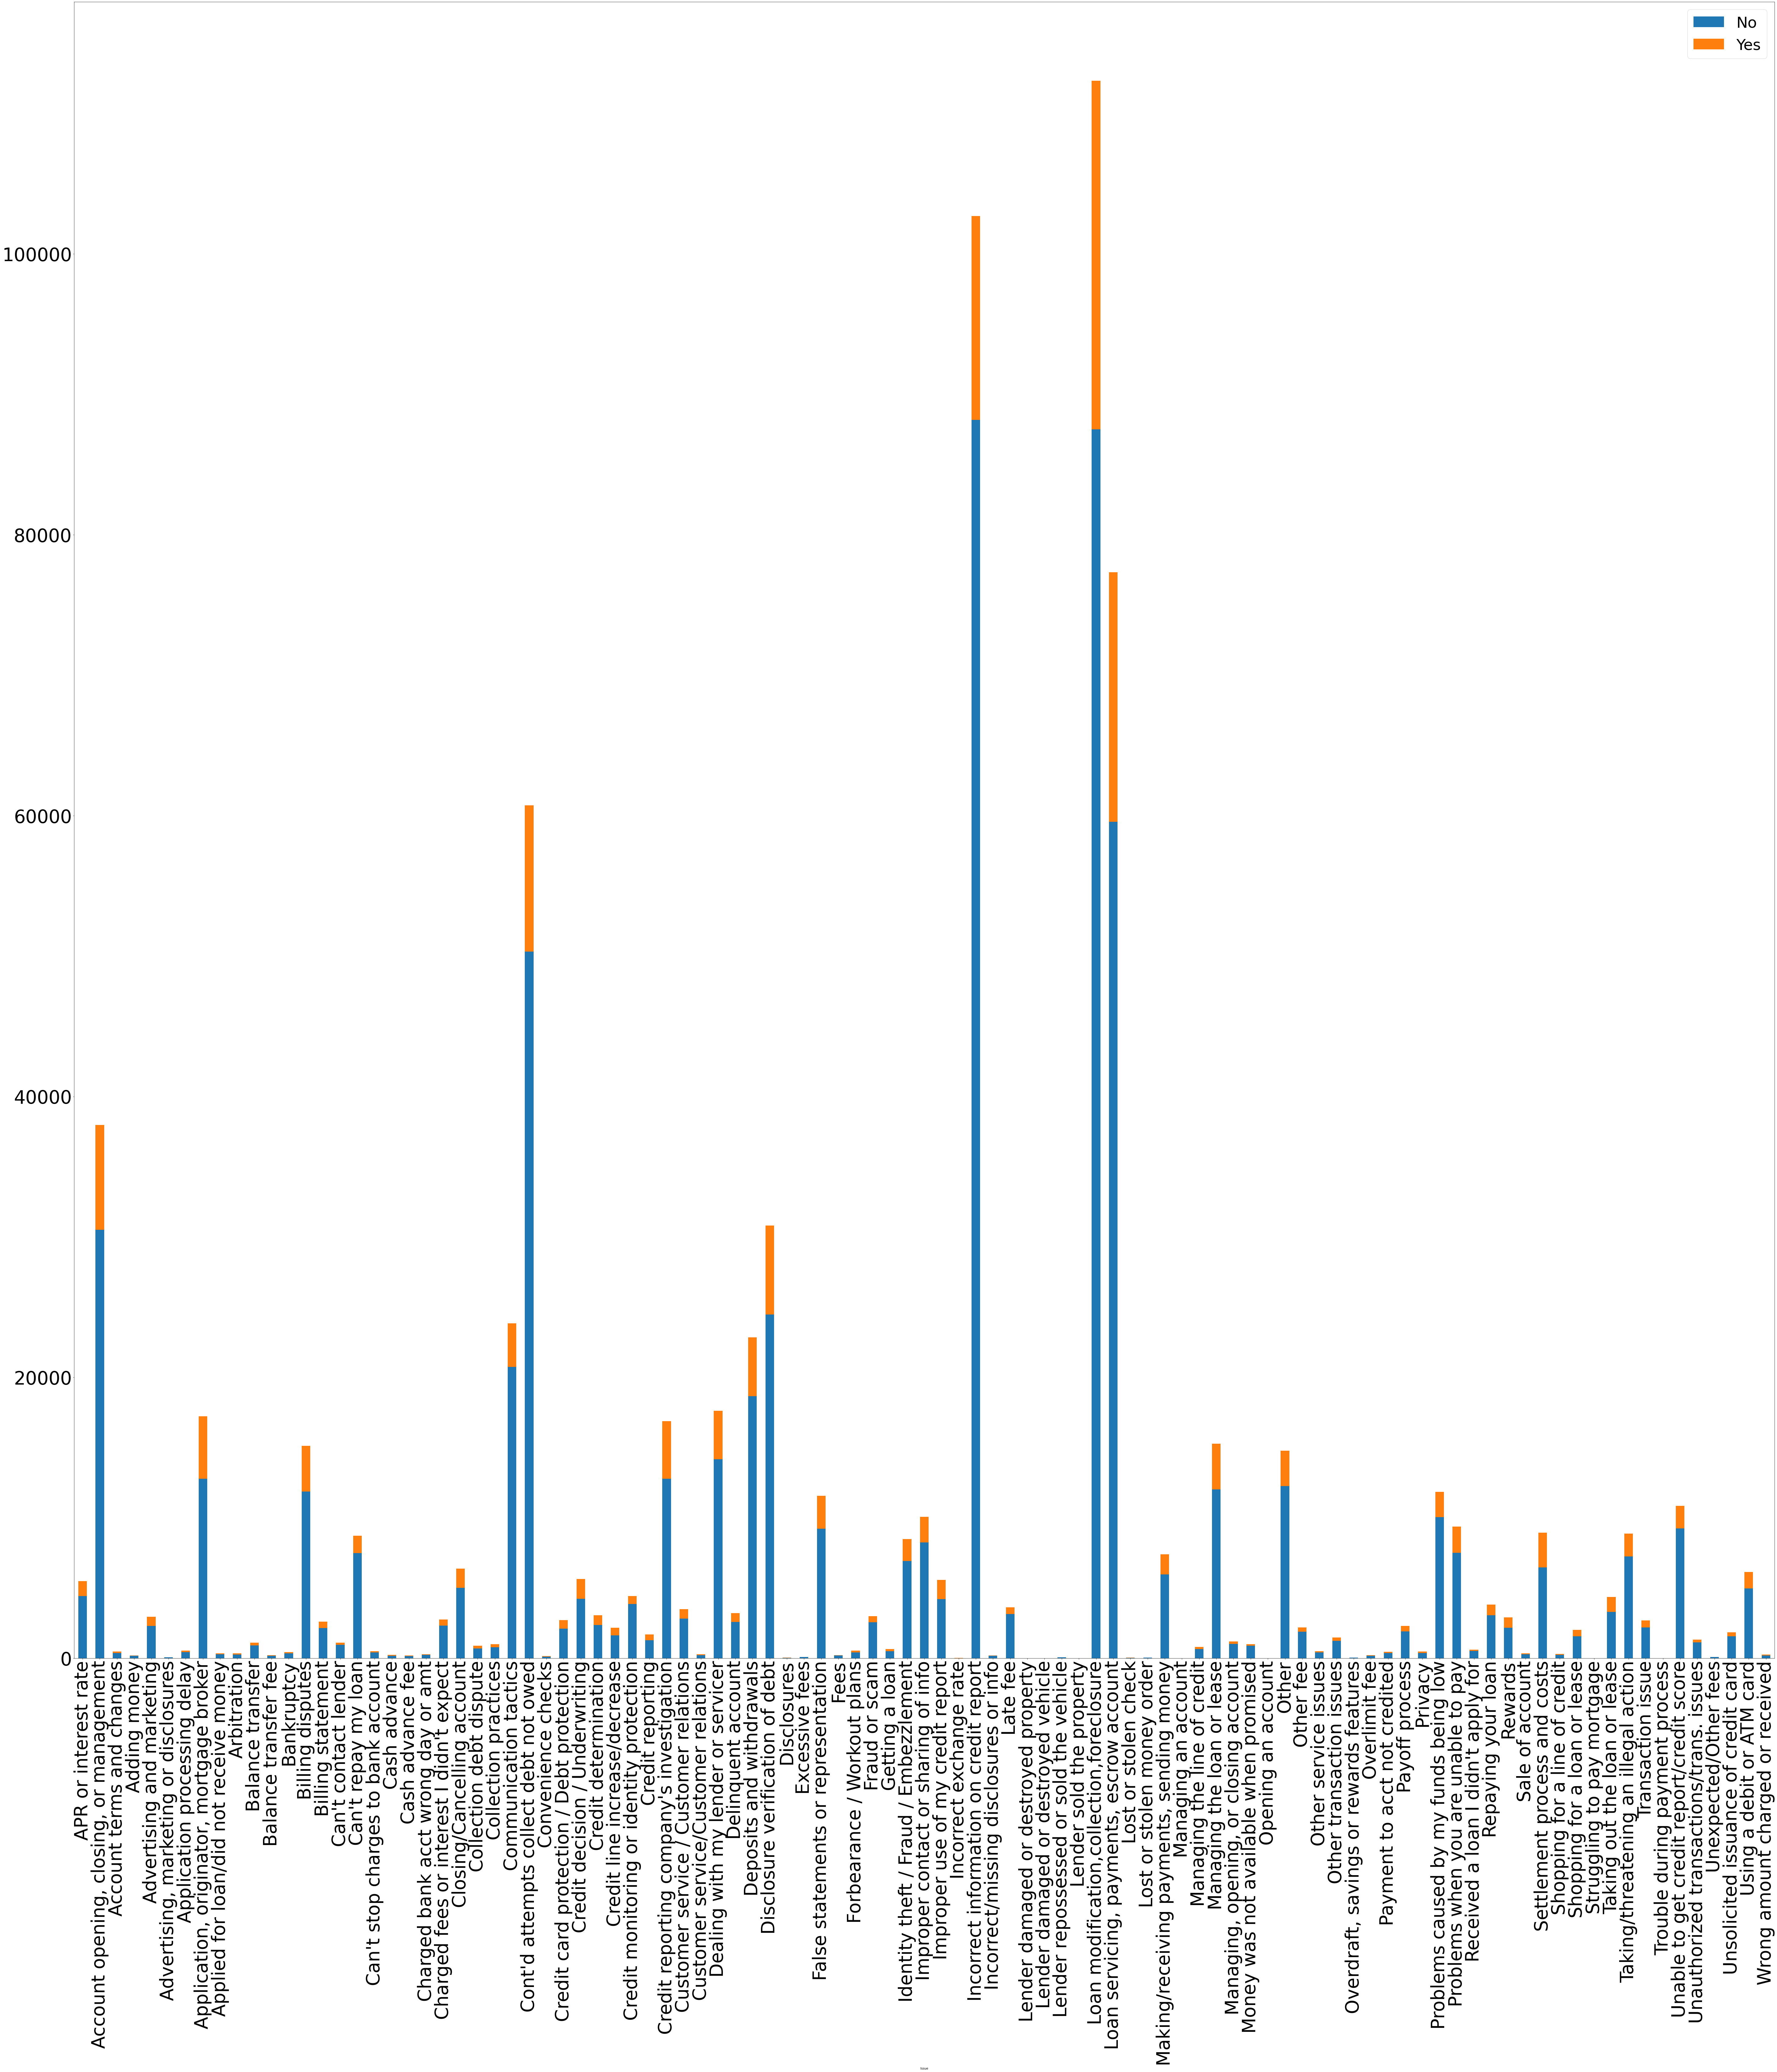 No
Yes
100000
80000
60000
40000
20000
0
APR or interest rate
Account opening, closing, or management
Account terms and changes
Adding money
Advertising and marketing
Advertising, marketing or disclosures
Application processing delay
Application, originator, mortgage broker
Applied for loan/did not receive money
Arbitration
Balance transfer
Balance transfer fee
Bankruptcy
Billing disputes
Billing statement
Can't contact lender
Can't repay my loan
Can't stop charges to bank account
Cash advance
Cash advance fee
Charged bank acct wrong day or amt
Charged fees or interest I didn't expect
Closing/Cancelling account
Collection debt dispute
Collection practices
Communication tactics
Cont'd attempts collect debt not owed
Convenience checks
Credit card protection / Debt protection
Credit decision / Underwriting
Credit determination
Credit line increase/decrease
Credit monitoring or identity protection
Credit reporting
Credit reporting company's investigation
Customer service / Customer relations
Customer service/Customer relations
Dealing with my lender or servicer
Delinquent account
Deposits and withdrawals
Disclosure verification of debt
Disclosures
Excessive fees
False statements or representation
Fees
Forbearance / Workout plans
Fraud or scam
Getting a loan
Identity theft / Fraud / Embezzlement
Improper contact or sharing of info
Improper use of my credit report
Incorrect exchange rate
Incorrect information on credit report
Incorrect/missing disclosures or info
Late fee
Lender damaged or destroyed property
Lender damaged or destroyed vehicle
Lender repossessed or sold the vehicle
Lender sold the property
Loan modification,collection,foreclosure
Loan servicing, payments, escrow account
Lost or stolen check
Lost or stolen money order
Making/receiving payments, sending money
Managing an account
Managing the line of credit
Managing the loan or lease
Managing, opening, or closing account
Money was not available when promised
Opening an account
Other
Other fee
Other service issues
Other transaction issues
Overdraft, savings or rewards features
Overlimit fee
Payment to acct not credited
Payoff process
Privacy
Problems caused by my funds being low
Problems when you are unable to pay
Received a loan I didn't apply for
Repaying your loan
Rewards
Sale of account
Settlement process and costs
Shopping for a line of credit
Shopping for a loan or lease
Struggling to pay mortgage
Taking out the loan or lease
Taking/threatening an illegal action
Transaction issue
Trouble during payment process
Unable to get credit report/credit score
Unauthorized transactions/trans. issues
Unexpected/Other fees
Unsolicited issuance of credit card
Using a debit or ATM card
Wrong amount charged or received